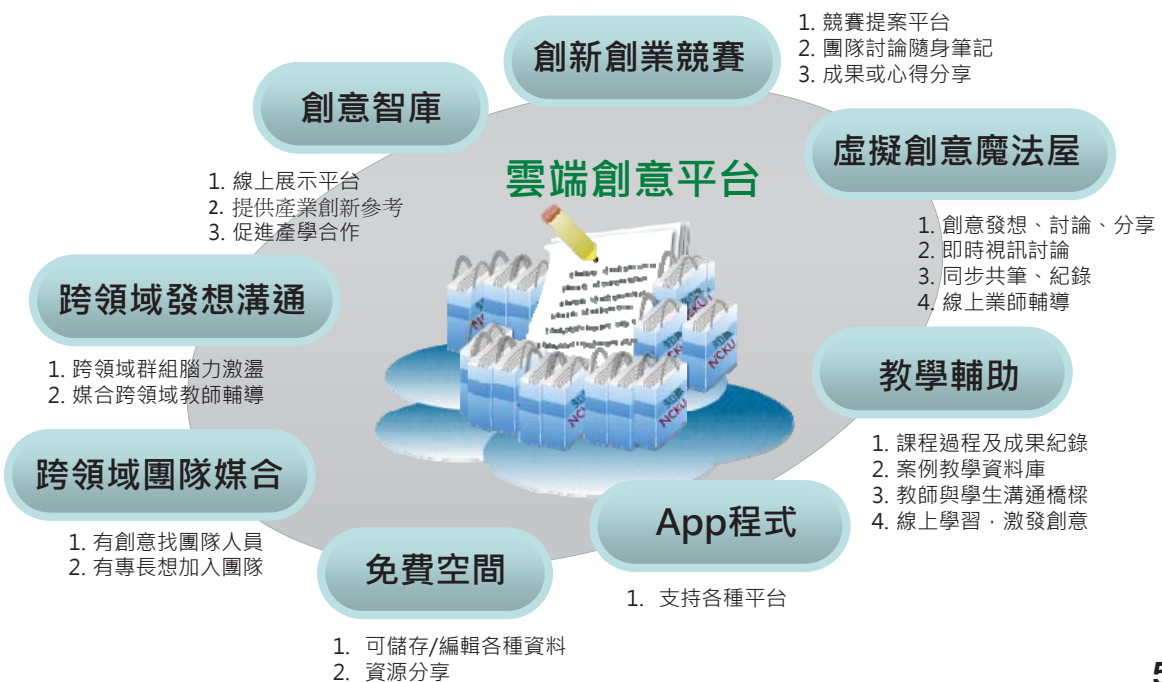 創新創業競賽
1. 競賽提案平台
2. 團隊討論隨身筆記
3. 成果或心得分享
創意智庫
1. 線上展示平台
2. 提供產業創新參考
3. 促進產學合作
雲端創意平台
虛擬創意魔法屋
1. 創意發想、討論、分享
2. 即時視訊討論
3. 同步共筆、紀錄
4. 線上業師輔導
跨領域發想溝通
1. 跨領域群組腦力激盪
2. 媒合跨領域教師輔導
教學輔助
1. 課程過程及成果紀錄
2. 案例教學資料庫
3. 教師與學生溝通橋樑
4. 線上學習，激發創意
跨領域團隊媒合
1. 有創意找團隊人員
2. 有專長想加入團隊
App程式
1. 支持各種平台
免費空間
1. 可儲存/編輯各種資料
2. 資源分享
NCKU
NCKU
NCKU
NCKU
NCKU
5